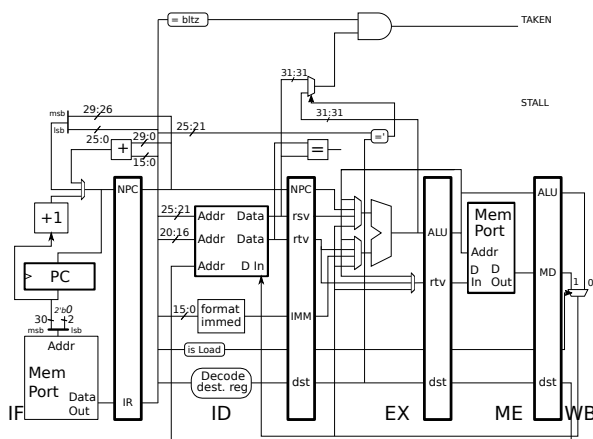 = bltz
TAKEN
31:31
STALL
29:26
msb
lsb
25:0
29:0
15:0
25:21
31:31
='
+
=
NPC
25:21
20:16
Addr
Data
Addr
Data
Addr
D In
NPC
rsv
rtv
ALU
Mem
Port
Addr
D
In
D
Out
ALU
MD
1
0
+1
PC
30
2'b0
2
msb
lsb
15:0
format
immed
IMM
rtv
Addr
Mem
Port
Data
Out
is Load
IR
Decode
dest. reg
dst
dst
dst
IF
ID
EX
ME
WB